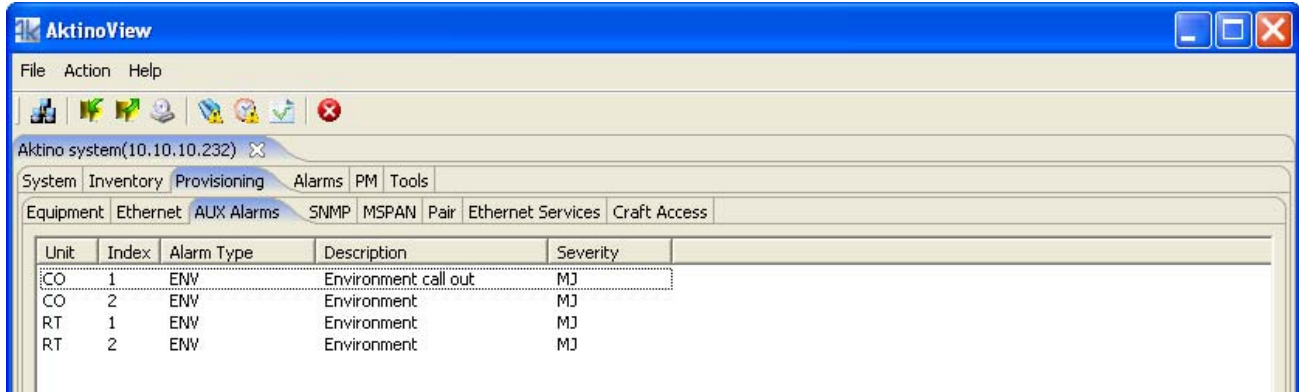 AktinoView
File Action Help
Aktino system(10.10.10.232)
System Inventory Provisioning Alarms PM Tools
Equipment Ethernet AUX Alarms SNMP MSPAN Pair Ethernet Services Craft Access
Unit Index Alarm Type Description Severity
CO 1 ENV Environment call out MJ
CO 2 ENV Environment MJ
RT 1 ENV Environment MJ
RT 2 ENV Environment MJ